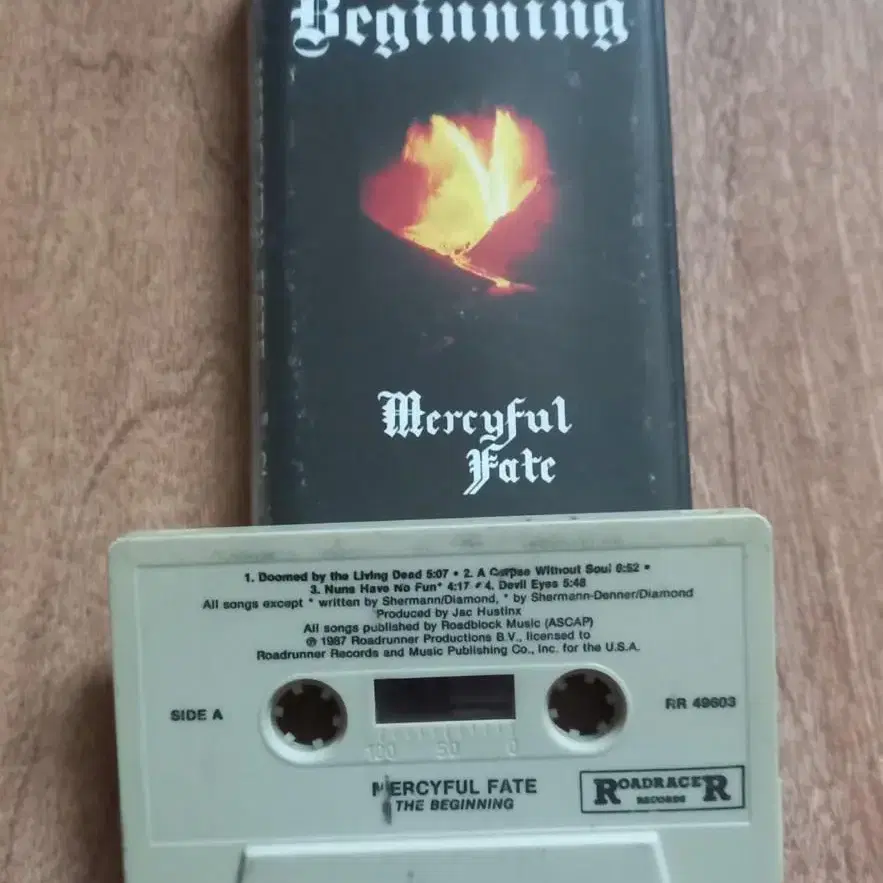 Beginning
Mercyful
Fate
1. Doomed by the Living Dead 5:07 • 2. A Corpse Without Soul 6:52 •
3. Nuns Have No Fun* 4:17 • 4. Devil Eyes 5:48
All songs except * written by Shermann/Diamond, * by Shermann-Denner/Diamond
Produced by Jac Hustinx
All songs published by Roadblock Music (ASCAP)
℗ 1987 Roadrunner Productions B.V., licensed to
Roadrunner Records and Music Publishing Co., Inc. for the U.S.A.
SIDE A
RR 49603
100 50 0
MERCYFUL FATE
THE BEGINNING
ROADRACER
RECORDS